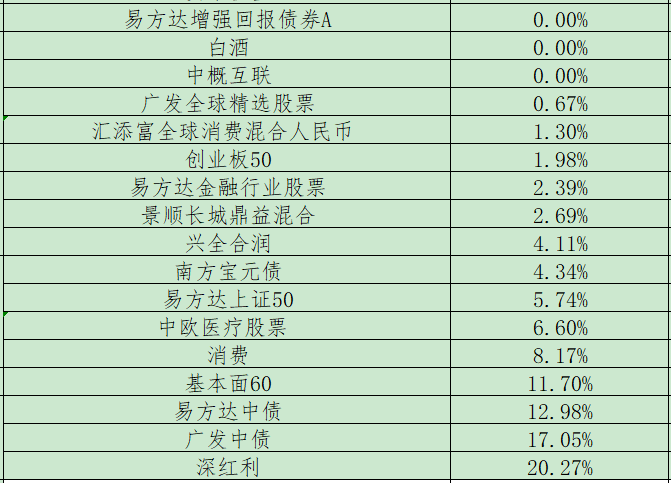 易方达增强回报债券A 0.00%
白酒 0.00%
中概互联 0.00%
广发全球精选股票 0.67%
汇添富全球消费混合人民币 1.30%
创业板50 1.98%
易方达金融行业股票 2.39%
景顺长城鼎益混合 2.69%
兴全合润 4.11%
南方宝元债 4.34%
易方达上证50 5.74%
中欧医疗股票 6.60%
消费 8.17%
基本面60 11.70%
易方达中债 12.98%
广发中债 17.05%
深红利 20.27%